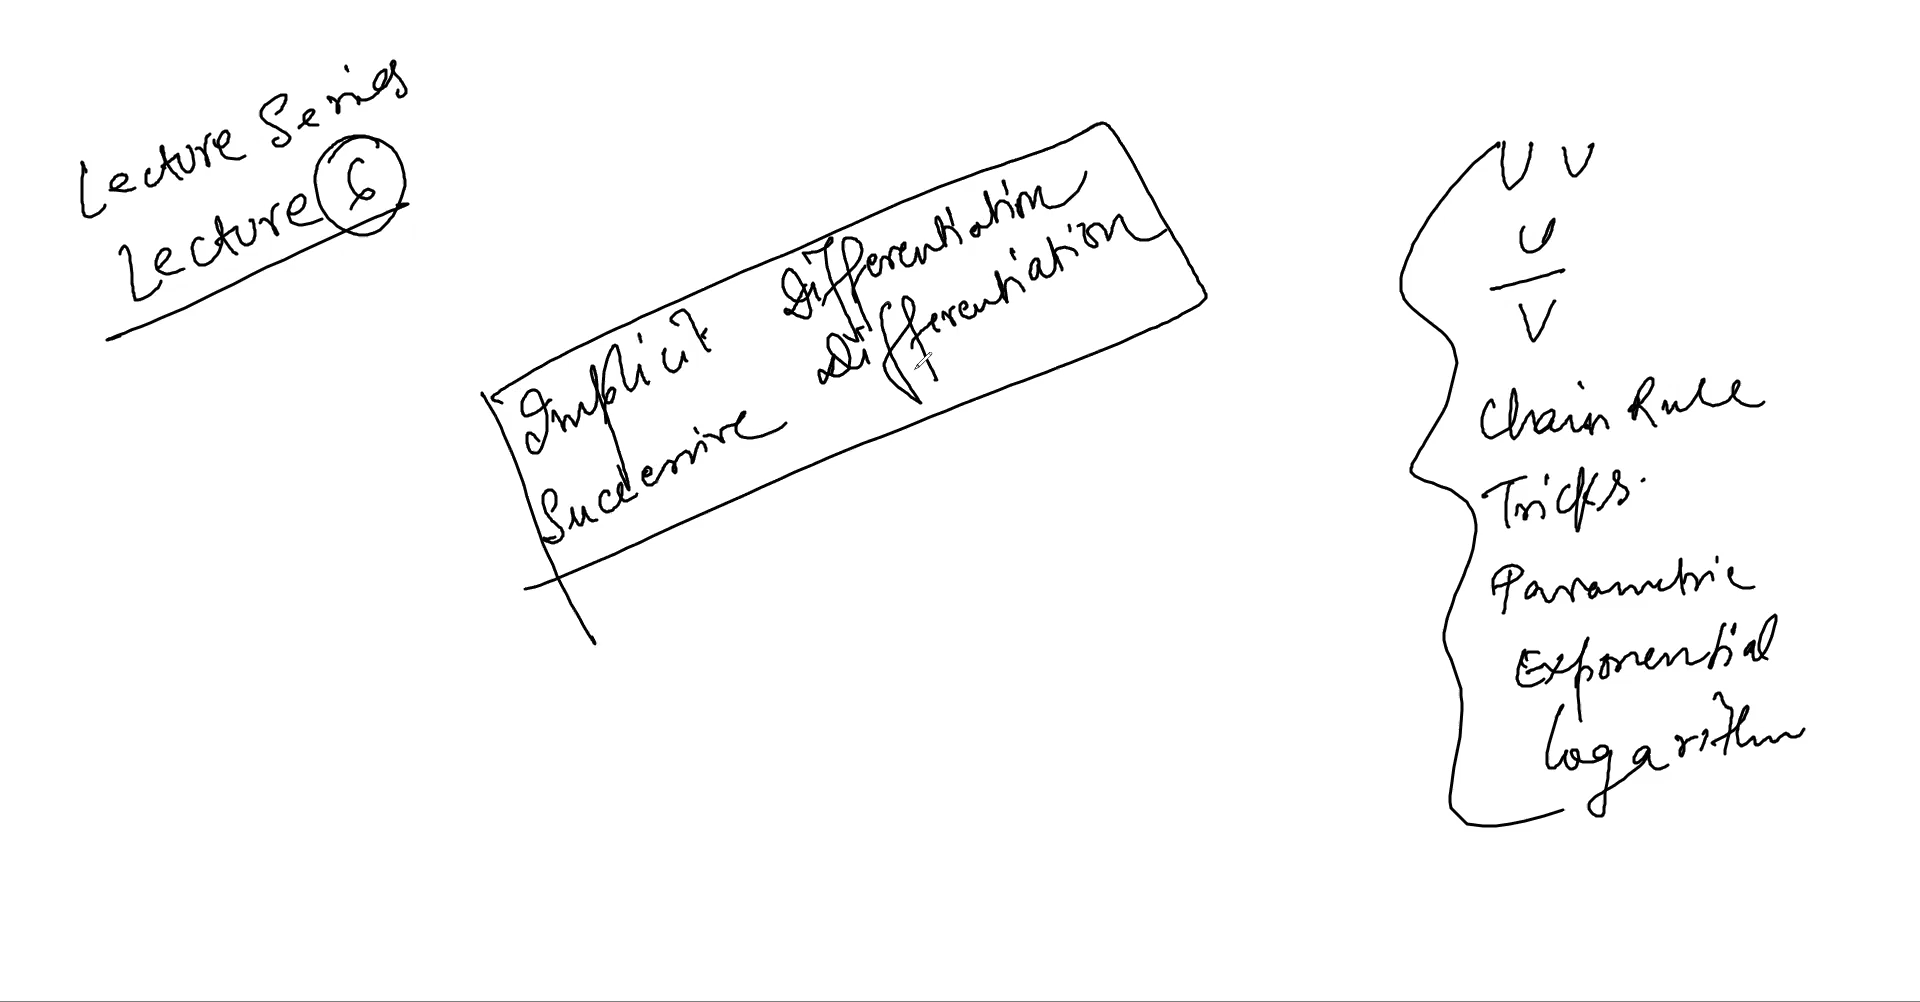 Lecture Series
Lecture 6
Implicit Differentiation
Successive Differentiation
U V
U
V
Chain Rule
Tricks.
Parametric
Exponential
Logarithm